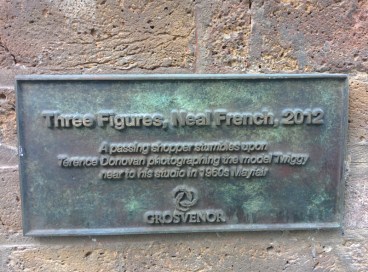 Three Figures, Neal French, 2012
A passing shopper stumbles upon
Terence Donovan photographing the model Twiggy
near to his studio in 1960s Mayfair
GROSVENOR